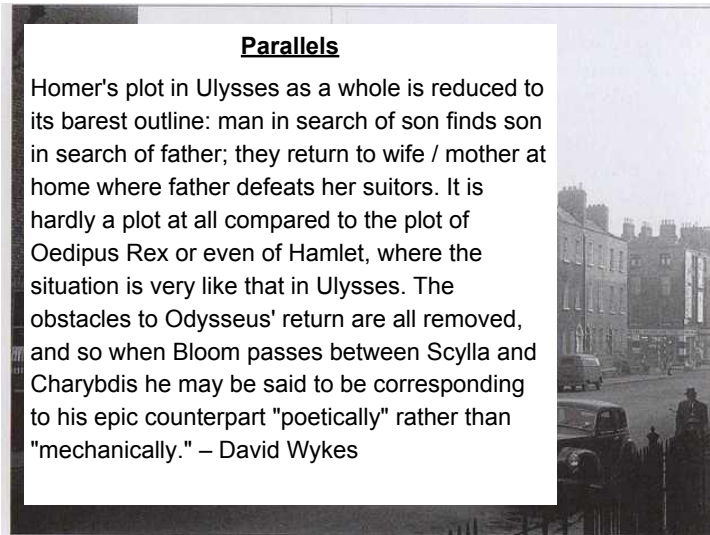 Parallels
Homer's plot in Ulysses as a whole is reduced to
its barest outline: man in search of son finds son
in search of father; they return to wife / mother at
home where father defeats her suitors. It is
hardly a plot at all compared to the plot of
Oedipus Rex or even of Hamlet, where the
situation is very like that in Ulysses. The
obstacles to Odysseus' return are all removed,
and so when Bloom passes between Scylla and
Charybdis he may be said to be corresponding
to his epic counterpart "poetically" rather than
"mechanically." – David Wykes